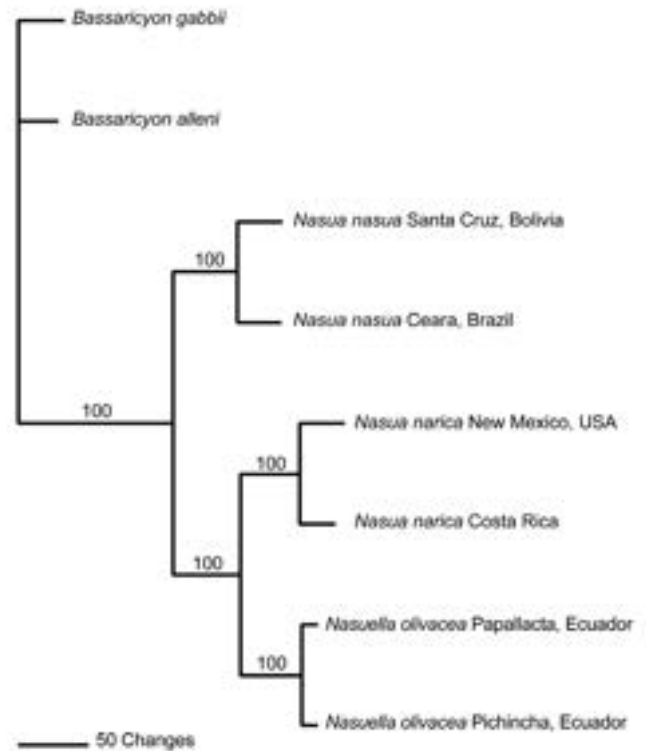 Bassaricyon gabbii
Bassaricyon alleni
Nasua nasua Santa Cruz, Bolivia
100
Nasua nasua Ceara, Brazil
100
Nasua narica New Mexico, USA
100
Nasua narica Costa Rica
100
Nasuella olivacea Papallacta, Ecuador
100
Nasuella olivacea Pichincha, Ecuador
50 Changes